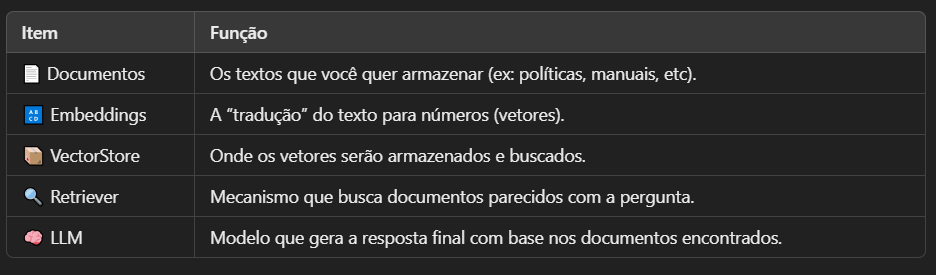 Item Função
📄 Documentos Os textos que você quer armazenar (ex: políticas, manuais, etc).
🔠 Embeddings A “tradução” do texto para números (vetores).
📦 VectorStore Onde os vetores serão armazenados e buscados.
🔍 Retriever Mecanismo que busca documentos parecidos com a pergunta.
🧠 LLM Modelo que gera a resposta final com base nos documentos encontrados.